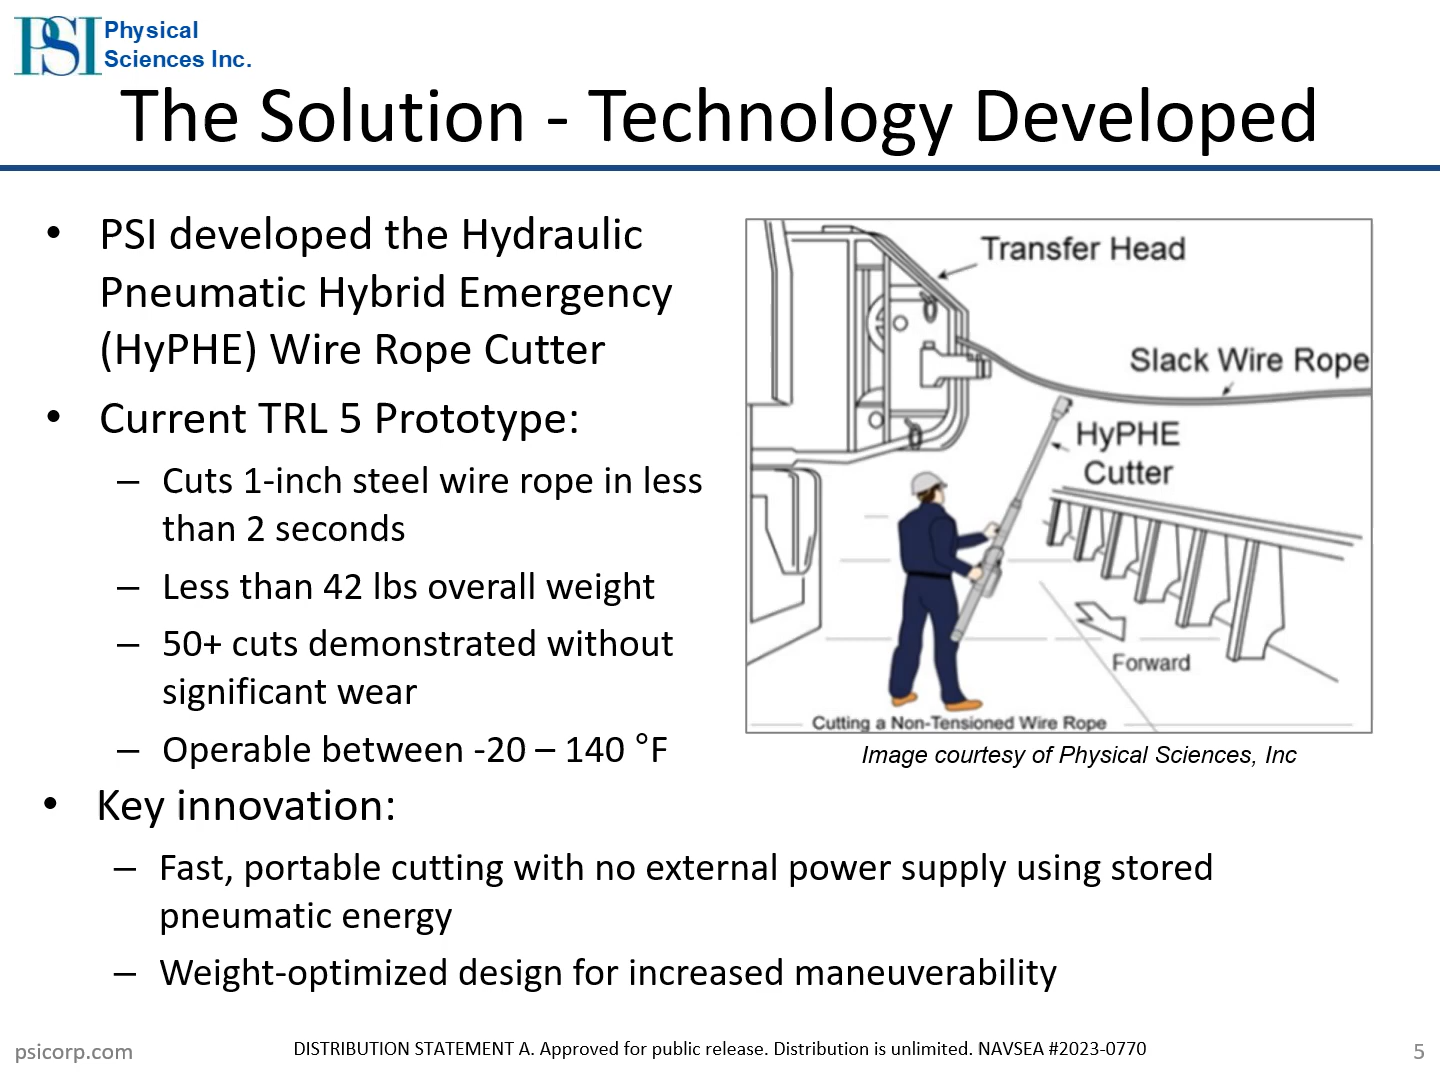 PSI Physical
Sciences Inc.
The Solution - Technology Developed
• PSI developed the Hydraulic
Pneumatic Hybrid Emergency
(HyPHE) Wire Rope Cutter
• Current TRL 5 Prototype:
– Cuts 1-inch steel wire rope in less
than 2 seconds
– Less than 42 lbs overall weight
– 50+ cuts demonstrated without
significant wear
– Operable between -20 – 140 °F
Transfer Head
Slack Wire Rope
HyPHE
Cutter
Forward
Cutting a Non-Tensioned Wire Rope
Image courtesy of Physical Sciences, Inc
• Key innovation:
– Fast, portable cutting with no external power supply using stored
pneumatic energy
– Weight-optimized design for increased maneuverability
psicorp.com
DISTRIBUTION STATEMENT A. Approved for public release. Distribution is unlimited. NAVSEA #2023-0770
5